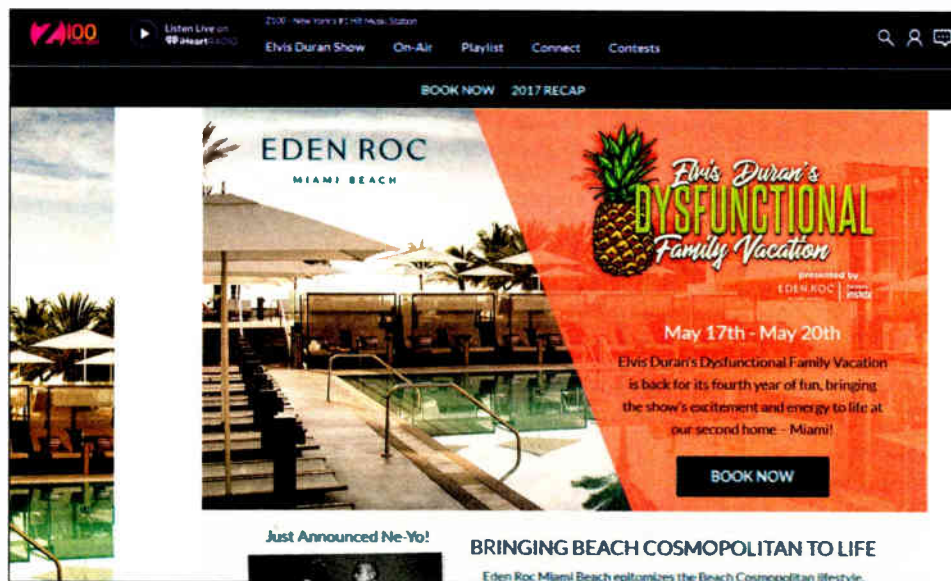 Z100
Listen Live on
iHeartRADIO
Z100 - New York's #1 Hit Music Station
Elvis Duran Show On-Air Playlist Connect Contests
BOOK NOW 2017 RECAP
EDEN ROC
MIAMI BEACH
Elvis Duran's
DYSFUNCTIONAL
Family Vacation
presented by
EDEN ROC
May 17th - May 20th
Elvis Duran's Dysfunctional Family Vacation
is back for its fourth year of fun, bringing
the show's excitement and energy to life at
our second home – Miami!
BOOK NOW
Just Announced Ne-Yo!
BRINGING BEACH COSMOPOLITAN TO LIFE
Eden Roc Miami Beach epitomizes the Beach Cosmopolitan lifestyle